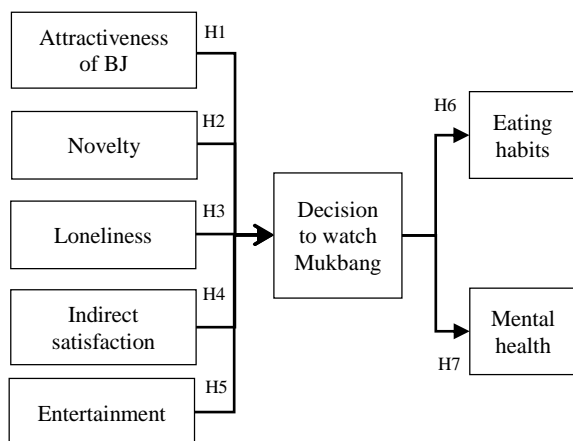 Attractiveness
of BJ
H1
Novelty
H2
Loneliness
H3
Indirect
satisfaction
H4
Entertainment
H5
Decision
to watch
Mukbang
H6
Eating
habits
H7
Mental
health